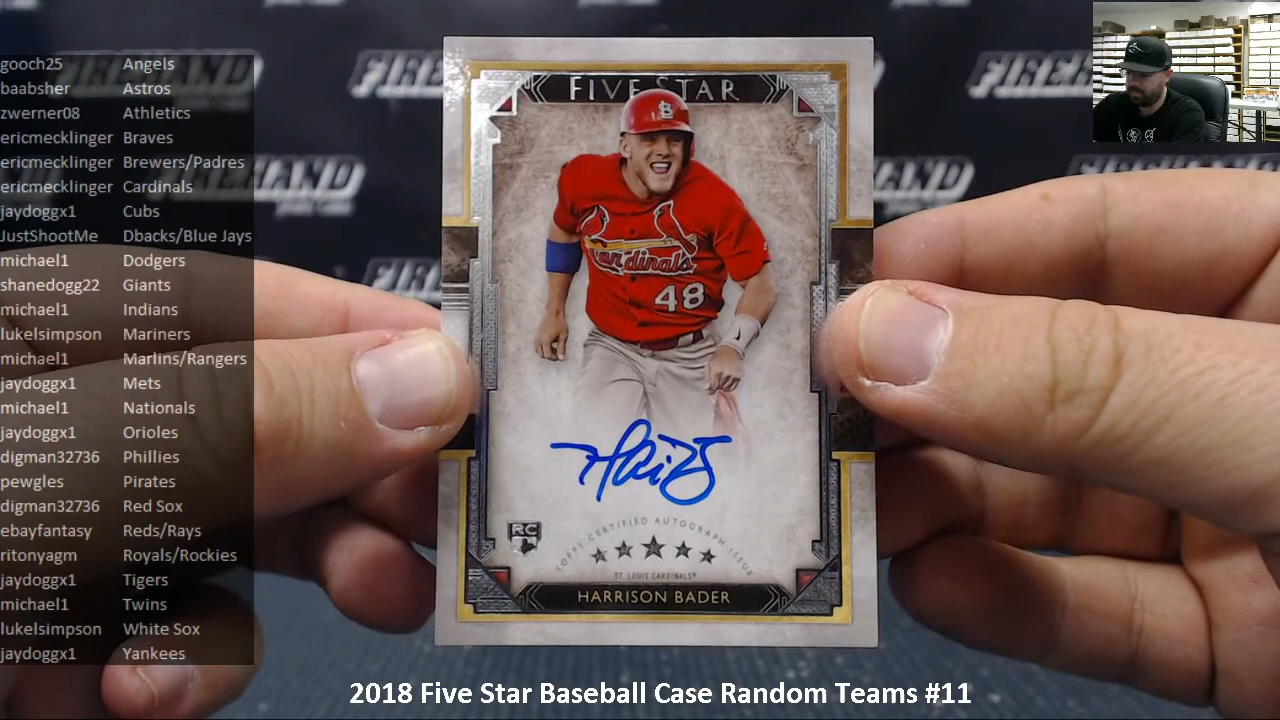 gooch25 Angels
baabsher Astros
zwerner08 Athletics
ericmecklinger Braves
ericmecklinger Brewers/Padres
ericmecklinger Cardinals
jaydoggx1 Cubs
JustShootMe Dbacks/Blue Jays
michael1 Dodgers
shanedogg22 Giants
michael1 Indians
lukelsimpson Mariners
michael1 Marlins/Rangers
jaydoggx1 Mets
michael1 Nationals
jaydoggx1 Orioles
digman32736 Phillies
pewgles Pirates
digman32736 Red Sox
ebayfantasy Reds/Rays
ritonyagm Royals/Rockies
jaydoggx1 Tigers
michael1 Twins
lukelsimpson White Sox
jaydoggx1 Yankees
FIREHAND
FIVE STAR
Cardinals
48
RC
TOPPS CERTIFIED AUTOGRAPH ISSUE
ST. LOUIS CARDINALS®
HARRISON BADER
2018 Five Star Baseball Case Random Teams #11